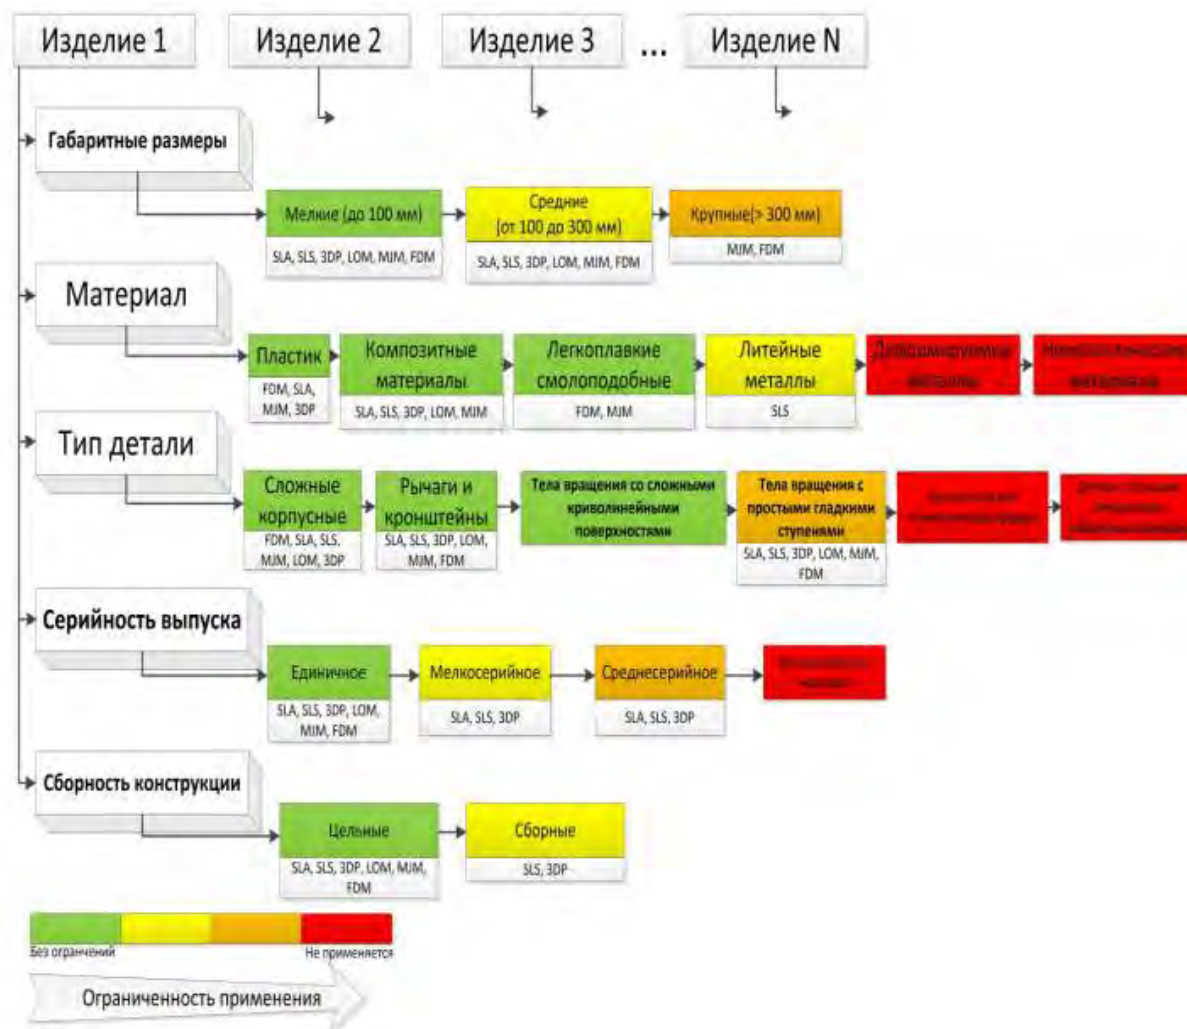 Изделие 1
Изделие 2
Изделие 3
...
Изделие N
Габаритные размеры
Мелкие (до 100 мм)
SLA, SLS, 3DP, LOM, MJM, FDM
Средние
(от 100 до 300 мм)
SLA, SLS, 3DP, LOM, MJM, FDM
Крупные(> 300 мм)
MJM, FDM
Материал
Пластик
FDM, SLA,
MJM, 3DP
Композитные
материалы
SLA, SLS, 3DP, LOM, MJM
Легкоплавкие
смолоподобные
FDM, MJM
Литейные
металлы
SLS
Деформируемые
металлы
Тип детали
Сложные
корпусные
FDM, SLA, SLS,
MJM, LOM, 3DP
Рычаги и
кронштейны
SLA, SLS, 3DP, LOM,
MJM, FDM
Тела вращения со сложными
криволинейными
поверхностями
Тела вращения с
простыми гладкими
ступенями
SLA, SLS, 3DP, LOM, MJM,
FDM
Серийность выпуска
Единичное
SLA, SLS, 3DP, LOM,
MJM, FDM
Мелкосерийное
SLA, SLS, 3DP
Среднесерийное
SLA, SLS, 3DP
Сборность конструкции
Цельные
SLA, SLS, 3DP, LOM, MJM,
FDM
Сборные
SLS, 3DP
Без огранчений
Не применяется
Ограниченность применения